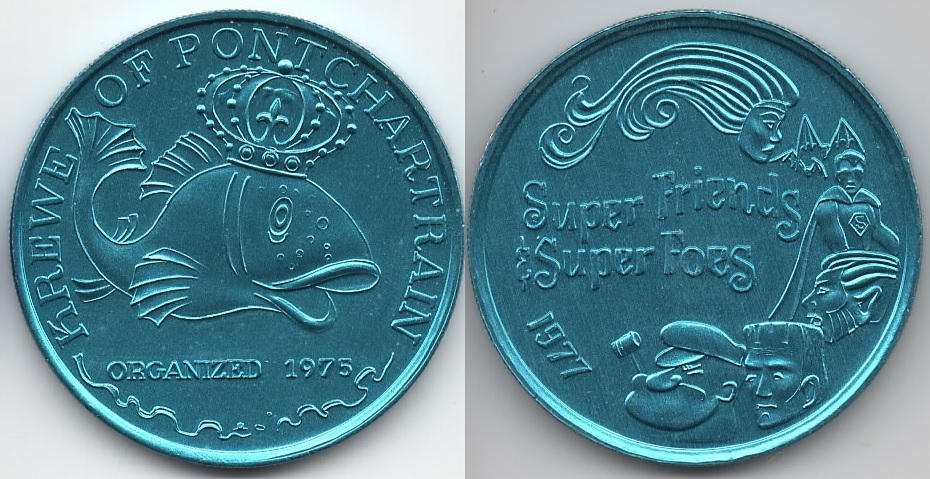 KREWE OF PONTCHARTRAIN
ORGANIZED 1975
Super Friends
& Super Foes
1977
S